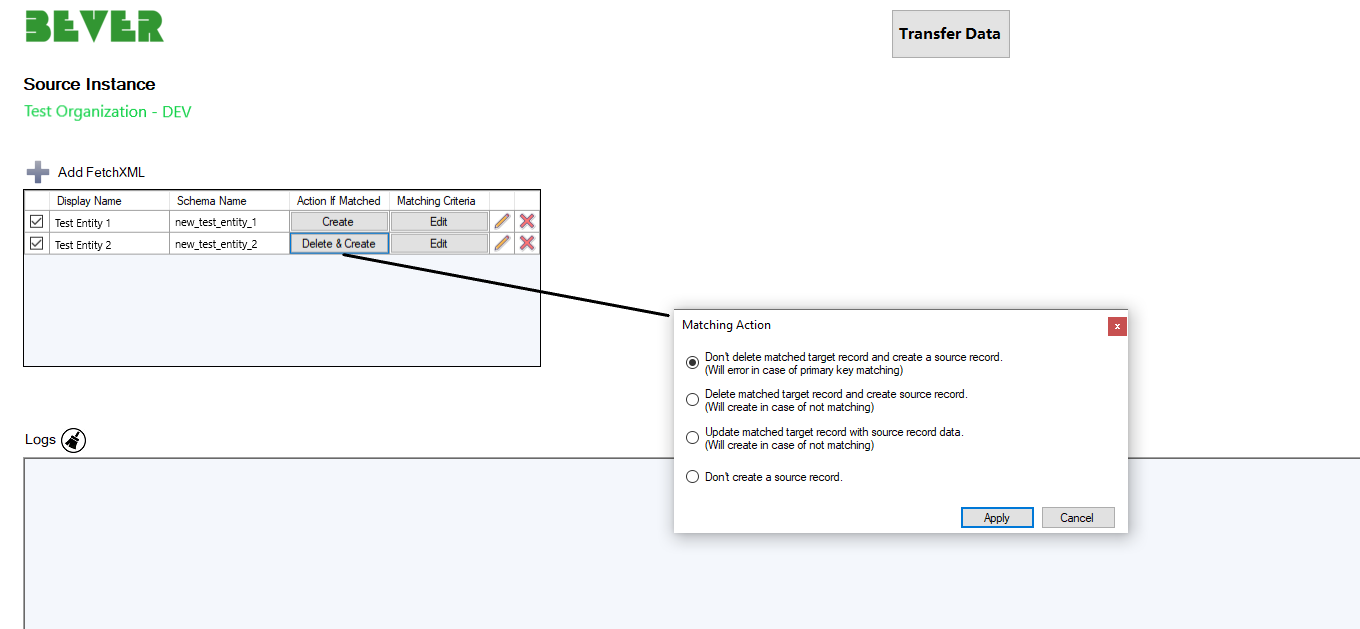 BEVER
Transfer Data
Source Instance
Test Organization - DEV
Add FetchXML
Display Name Schema Name Action If Matched Matching Criteria
Test Entity 1 new_test_entity_1 Create Edit
Test Entity 2 new_test_entity_2 Delete & Create Edit
Matching Action
x
Don't delete matched target record and create a source record.
(Will error in case of primary key matching)
Delete matched target record and create source record.
(Will create in case of not matching)
Update matched target record with source record data.
(Will create in case of not matching)
Don't create a source record.
Apply Cancel
Logs